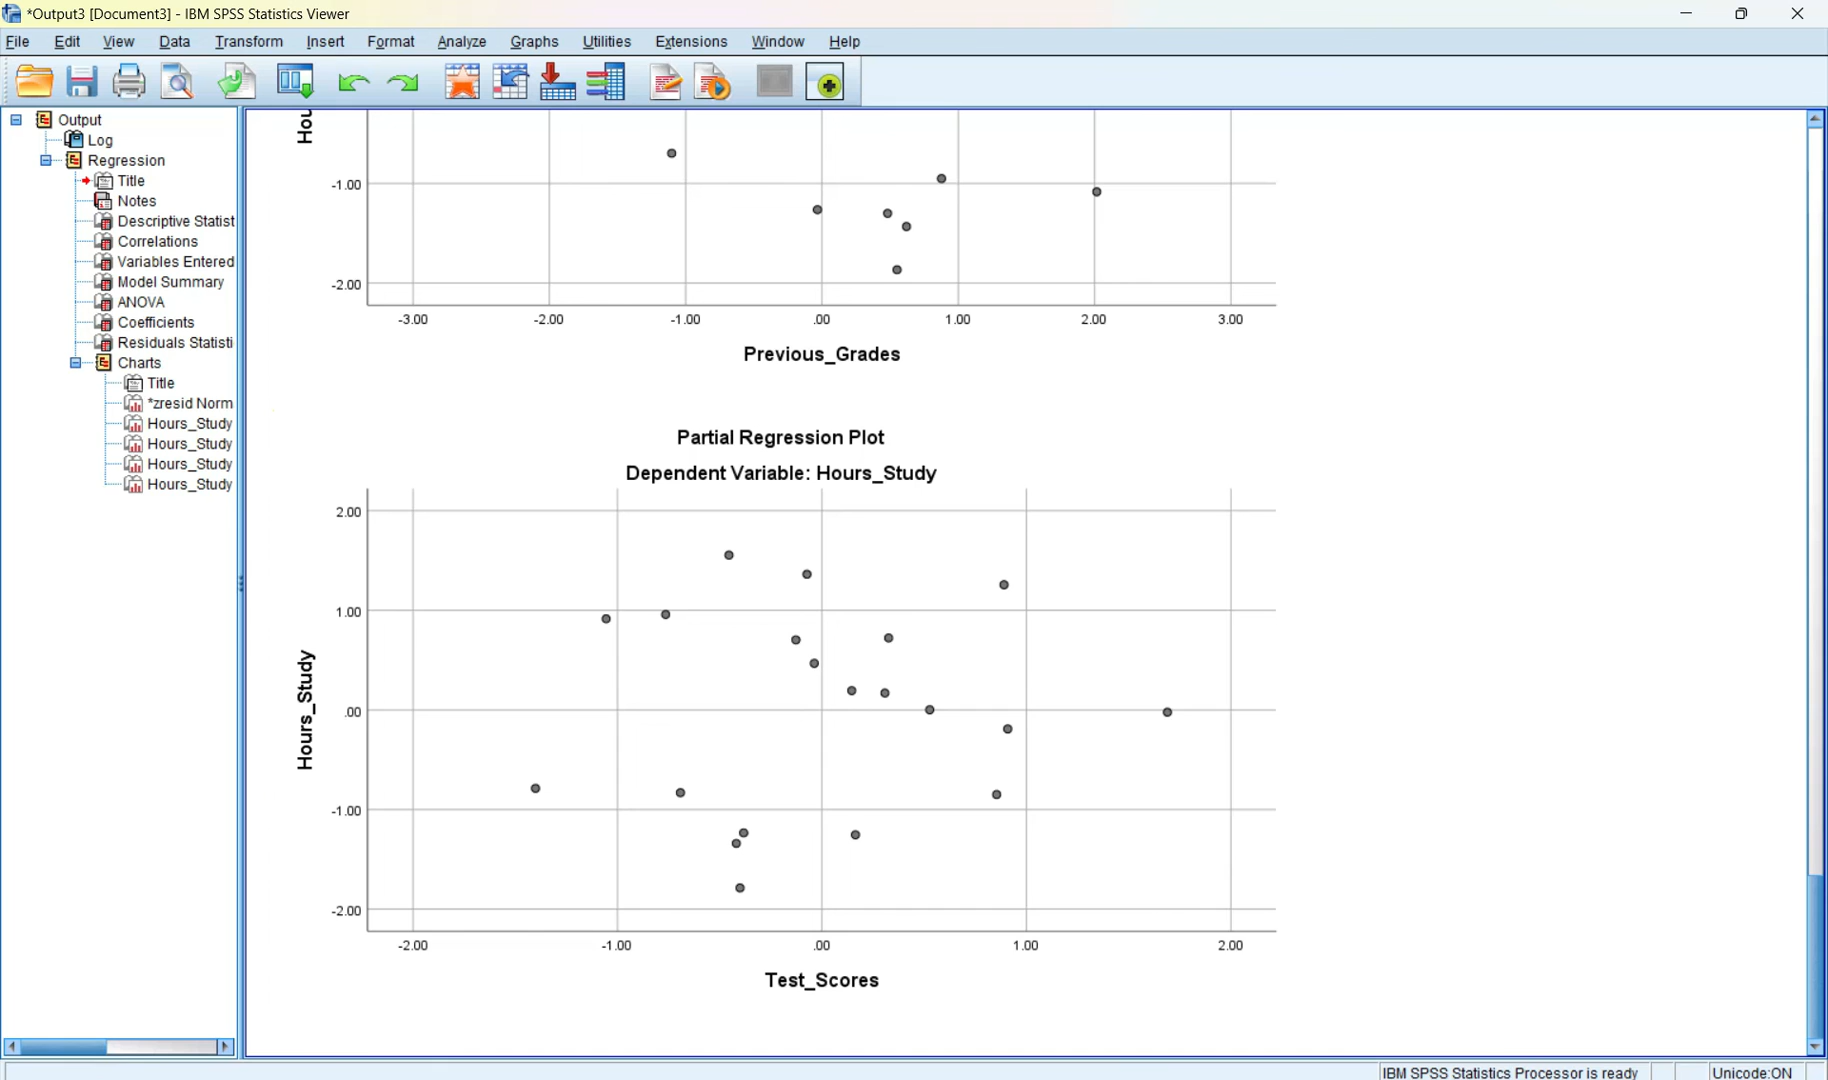 *Output3 [Document3] - IBM SPSS Statistics Viewer
File Edit View Data Transform Insert Format Analyze Graphs Utilities Extensions Window Help
Output
Log
Regression
Title
Notes
Descriptive Statist
Correlations
Variables Entered
Model Summary
ANOVA
Coefficients
Residuals Statisti
Charts
Title
*zresid Norm
Hours_Study
Hours_Study
Hours_Study
Hours_Study
Hou
-1.00
-2.00
-3.00 -2.00 -1.00 .00 1.00 2.00 3.00
Previous_Grades
Partial Regression Plot
Dependent Variable: Hours_Study
2.00
1.00
.00
-1.00
-2.00
Hours_Study
-2.00 -1.00 .00 1.00 2.00
Test_Scores
IBM SPSS Statistics Processor is ready Unicode:ON